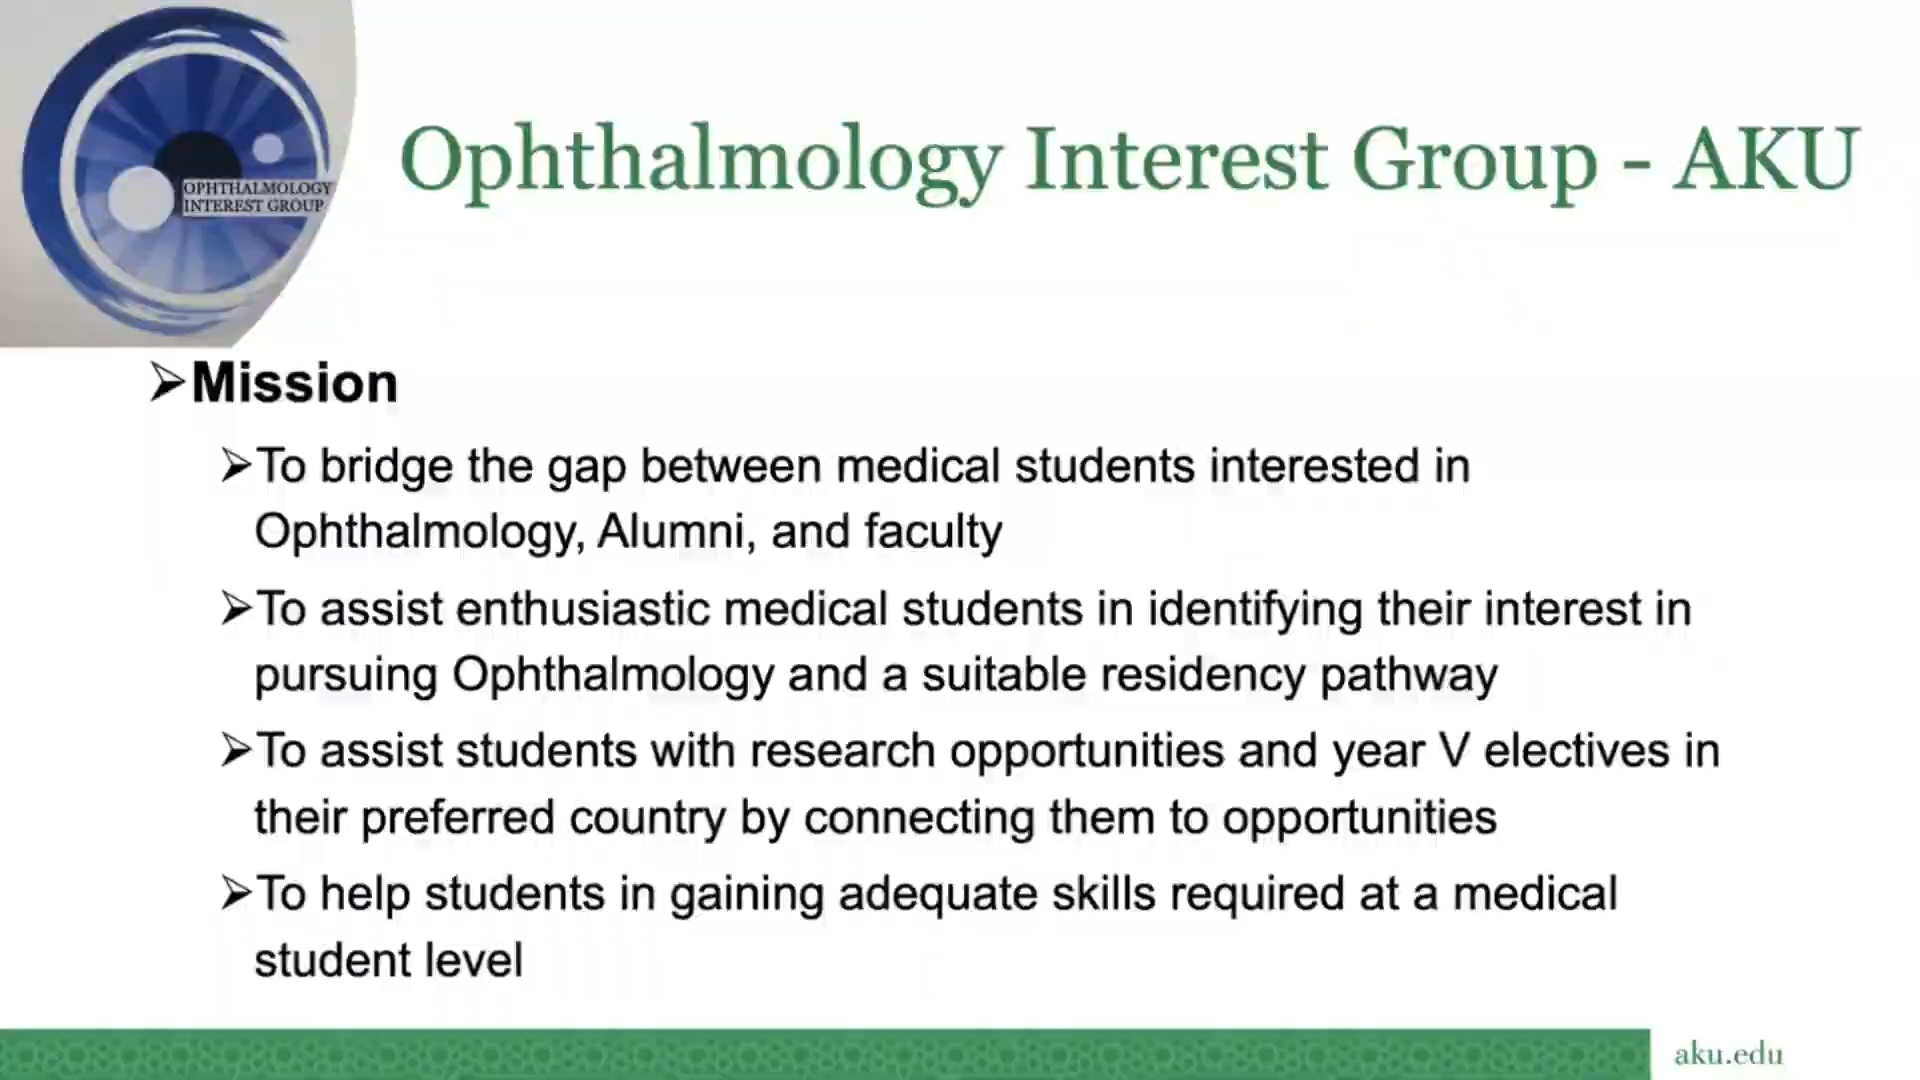 OPHTHALMOLOGY
INTEREST GROUP
Ophthalmology Interest Group - AKU
➢Mission
➢To bridge the gap between medical students interested in
Ophthalmology, Alumni, and faculty
➢To assist enthusiastic medical students in identifying their interest in
pursuing Ophthalmology and a suitable residency pathway
➢To assist students with research opportunities and year V electives in
their preferred country by connecting them to opportunities
➢To help students in gaining adequate skills required at a medical
student level
aku.edu